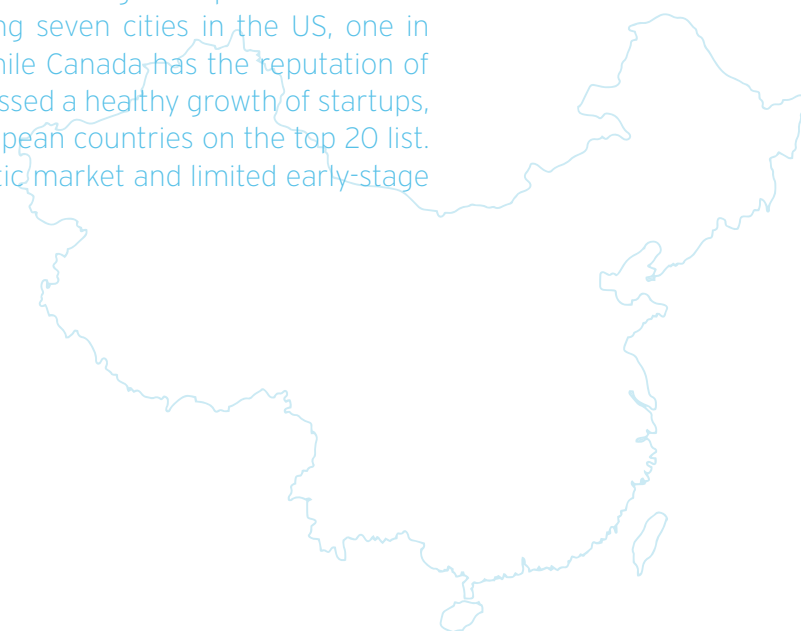 ng seven cities in the US, one in
hile Canada has the reputation of
ssed a healthy growth of startups,
pean countries on the top 20 list.
tic market and limited early-stage